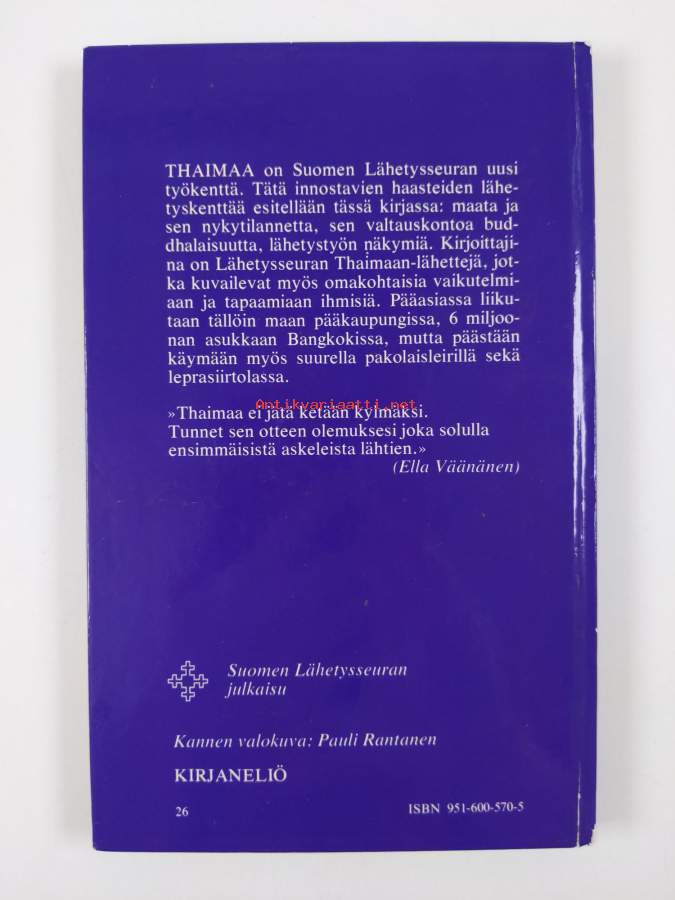 THAIMAA on Suomen Lähetysseuran uusi
työkenttä. Tätä innostavien haasteiden lähe-
tyskenttää esitellään tässä kirjassa: maata ja
sen nykytilannetta, sen valtauskontoa bud-
dhalaisuutta, lähetystyön näkymiä. Kirjoittaji-
na on Lähetysseuran Thaimaan-lähettejä, jot-
ka kuvailevat myös omakohtaisia vaikutelmi-
aan ja tapaamiaan ihmisiä. Pääasiassa liiku-
taan tällöin maan pääkaupungissa, 6 miljoo-
nan asukkaan Bangkokissa, mutta päästään
käymään myös suurella pakolaisleirillä sekä
leprasiirtolassa.
Antikvariaatti.net
»Thaimaa ei jätä ketään kylmäksi.
Tunnet sen otteen olemuksesi joka solulla
ensimmäisistä askeleista lähtien.»
(Ella Väänänen)
Suomen Lähetysseuran
julkaisu
Kannen valokuva: Pauli Rantanen
KIRJANELIÖ
26 ISBN 951-600-570-5